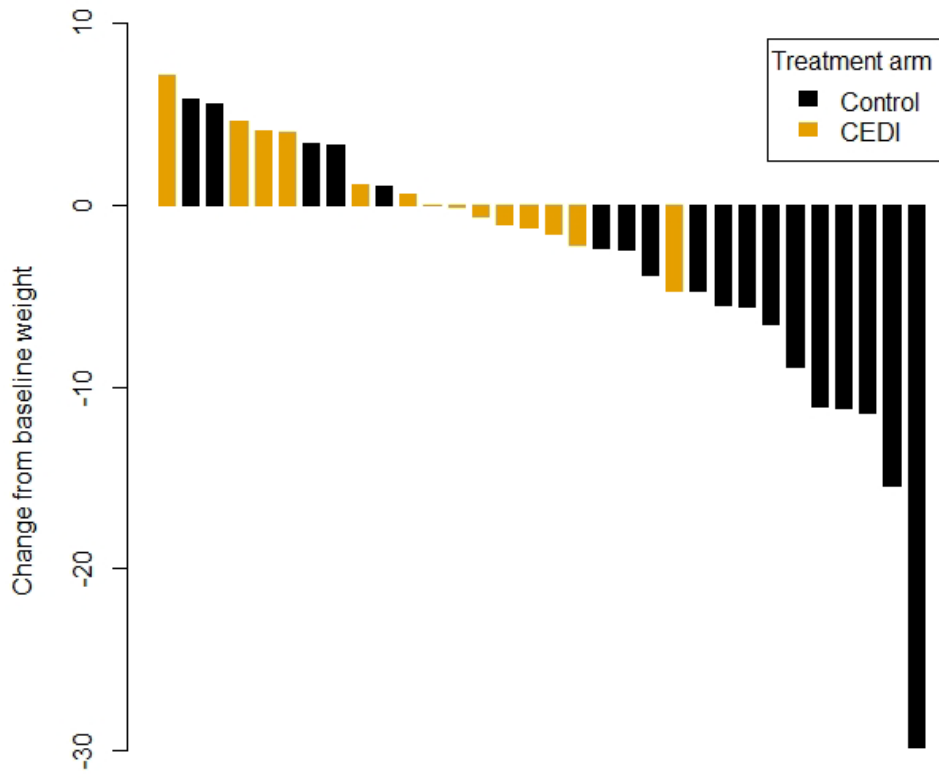 10
0
-10
-20
-30
Change from baseline weight
Treatment arm
Control
CEDI